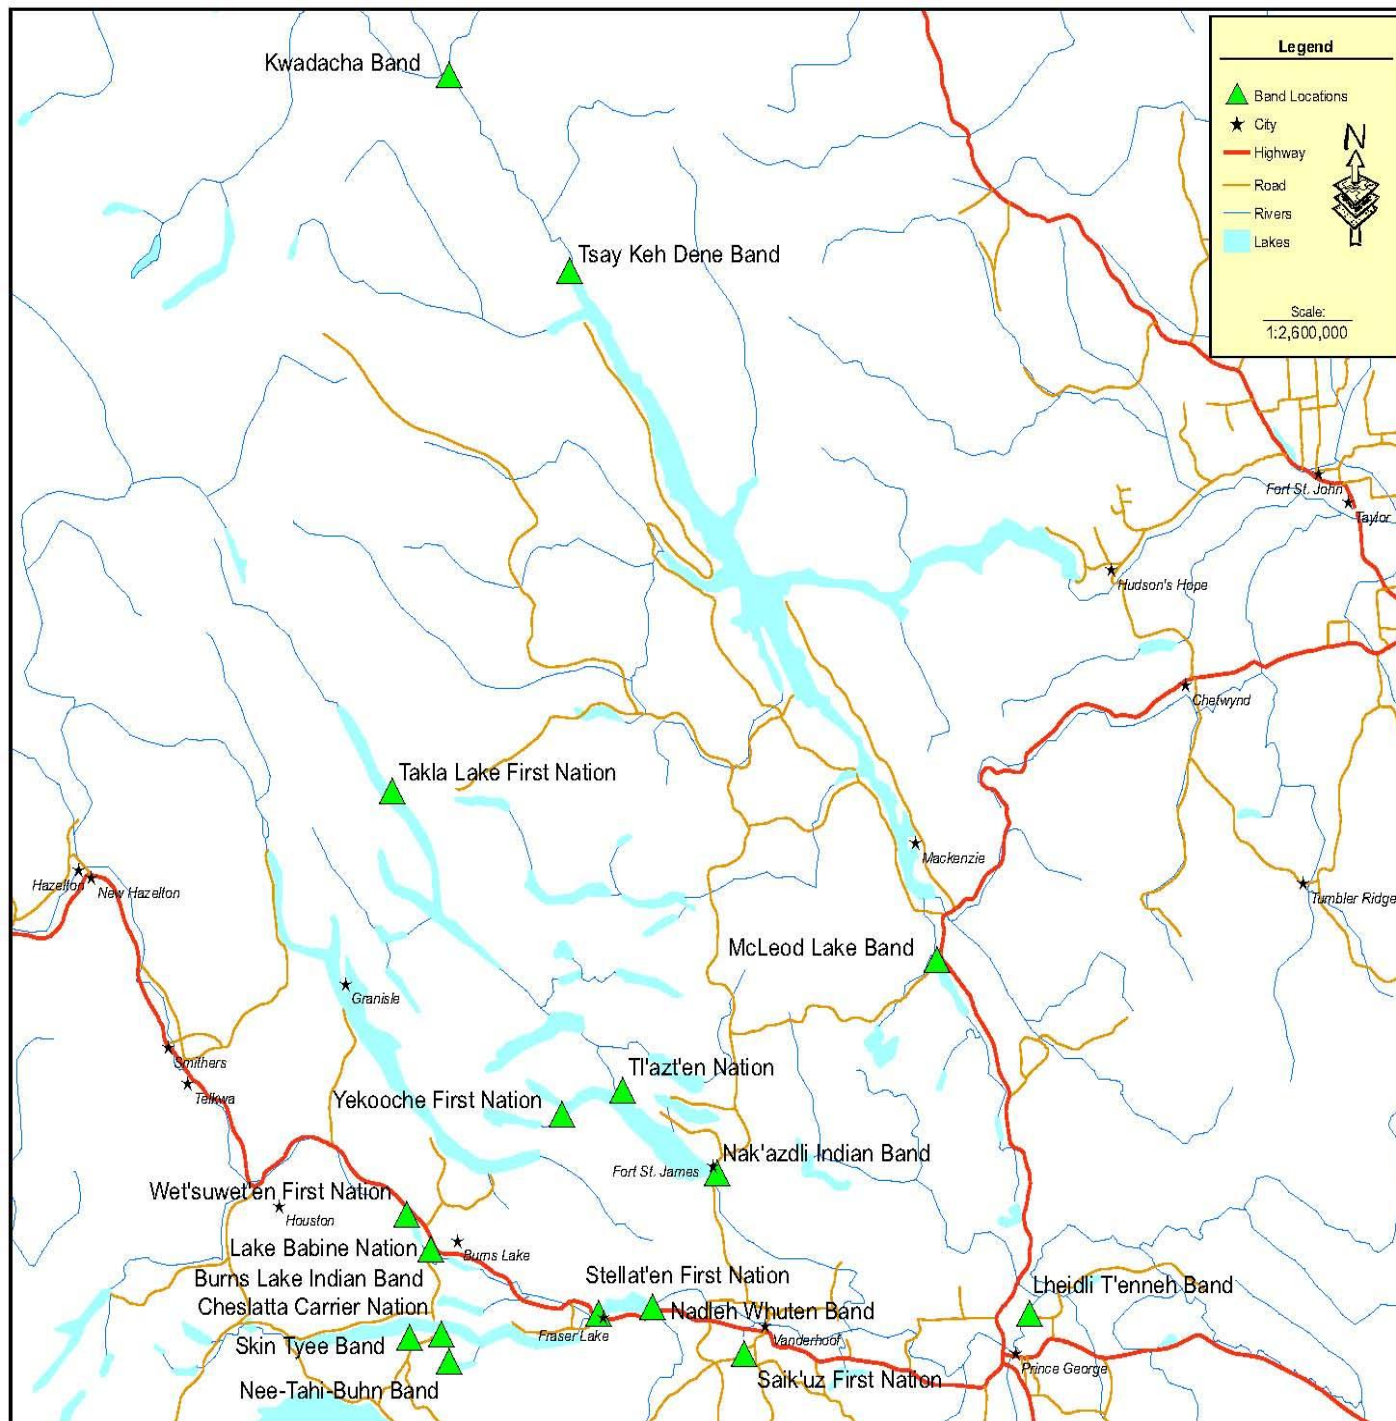 Kwadacha Band
Legend
Band Locations
City
Highway
N
Road
Rivers
Lakes
Scale:
1:2,600,000
Tsay Keh Dene Band
Fort St. John
Taylor
Hudson's Hope
Chetwynd
Takla Lake First Nation
Mackenzie
Hazelton
New Hazelton
Tumbler Ridge
McLeod Lake Band
Granisle
Smithers
Telkwa
Tl'azt'en Nation
Yekooche First Nation
Nak'azdli Indian Band
Fort St. James
Wet'suwet'en First Nation
Houston
Lake Babine Nation
Burns Lake
Burns Lake Indian Band
Stellat'en First Nation
Lheidli T'enneh Band
Cheslatta Carrier Nation
Nadleh Whuten Band
Fraser Lake
Vanderhoof
Skin Tyee Band
Prince George
Saik'uz First Nation
Nee-Tahi-Buhn Band